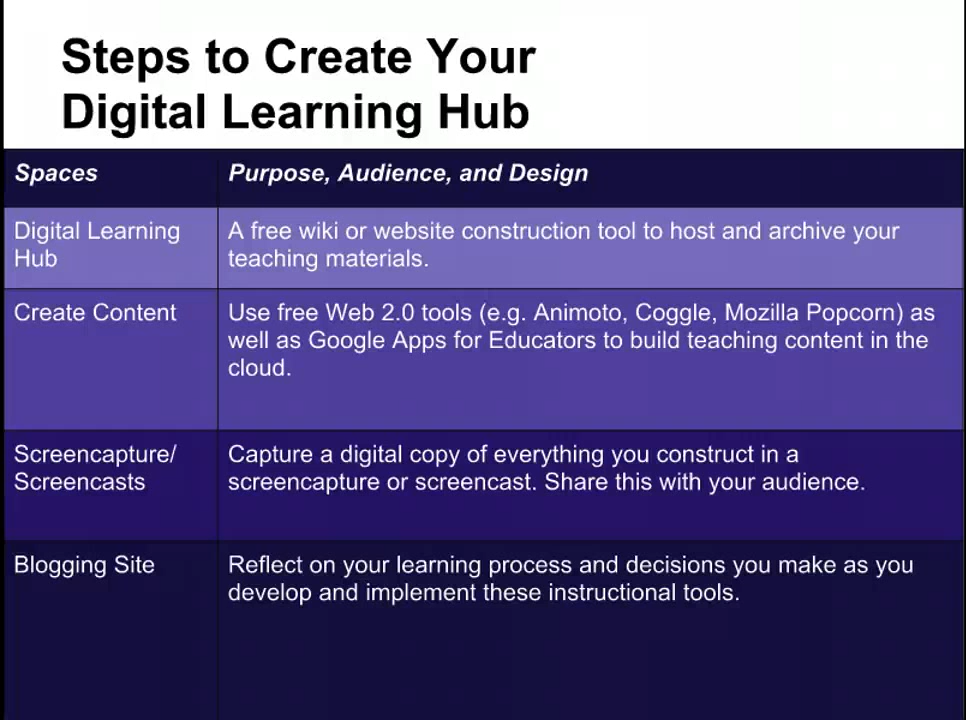 Steps to Create Your
Digital Learning Hub
Spaces
Purpose, Audience, and Design
Digital Learning
Hub
A free wiki or website construction tool to host and archive your
teaching materials.
Create Content
Use free Web 2.0 tools (e.g. Animoto, Coggle, Mozilla Popcorn) as
well as Google Apps for Educators to build teaching content in the
cloud.
Screencapture/
Screencasts
Capture a digital copy of everything you construct in a
screencapture or screencast. Share this with your audience.
Blogging Site
Reflect on your learning process and decisions you make as you
develop and implement these instructional tools.